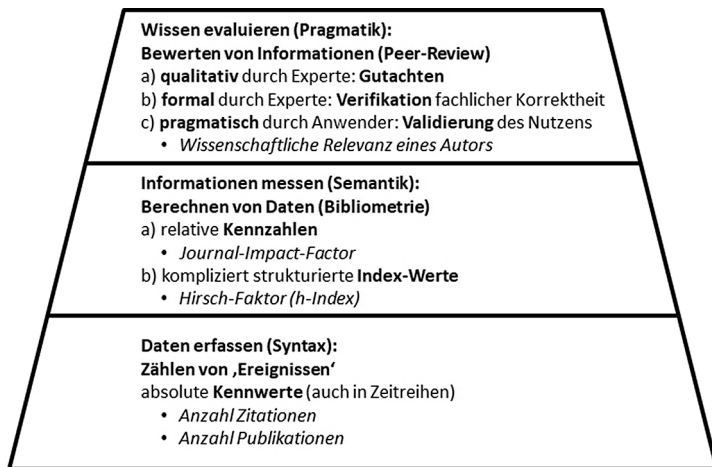 Wissen evaluieren (Pragmatik):
Bewerten von Informationen (Peer-Review)
a) qualitativ durch Experte: Gutachten
b) formal durch Experte: Verifikation fachlicher Korrektheit
c) pragmatisch durch Anwender: Validierung des Nutzens
• Wissenschaftliche Relevanz eines Autors
Informationen messen (Semantik):
Berechnen von Daten (Bibliometrie)
a) relative Kennzahlen
• Journal-Impact-Factor
b) kompliziert strukturierte Index-Werte
• Hirsch-Faktor (h-Index)
Daten erfassen (Syntax):
Zählen von ‚Ereignissen‘
absolute Kennwerte (auch in Zeitreihen)
• Anzahl Zitationen
• Anzahl Publikationen